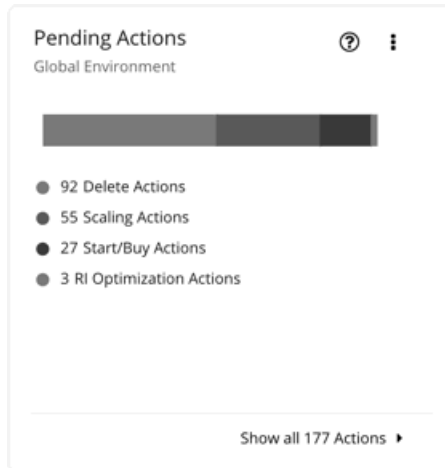 Pending Actions
Global Environment
92 Delete Actions
55 Scaling Actions
27 Start/Buy Actions
3 RI Optimization Actions
Show all 177 Actions